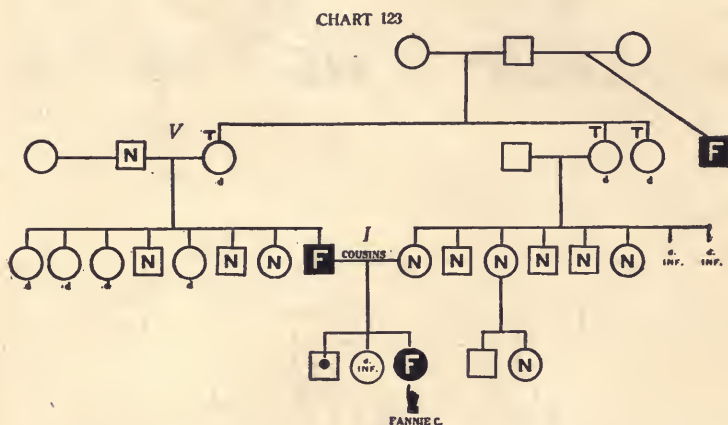 CHART 123
V T T T
N F
d d d
I
N N N F COUSINS N N N N N N d. INF. d. INF.
d d d d
d. INF. F N
FANNIE C.